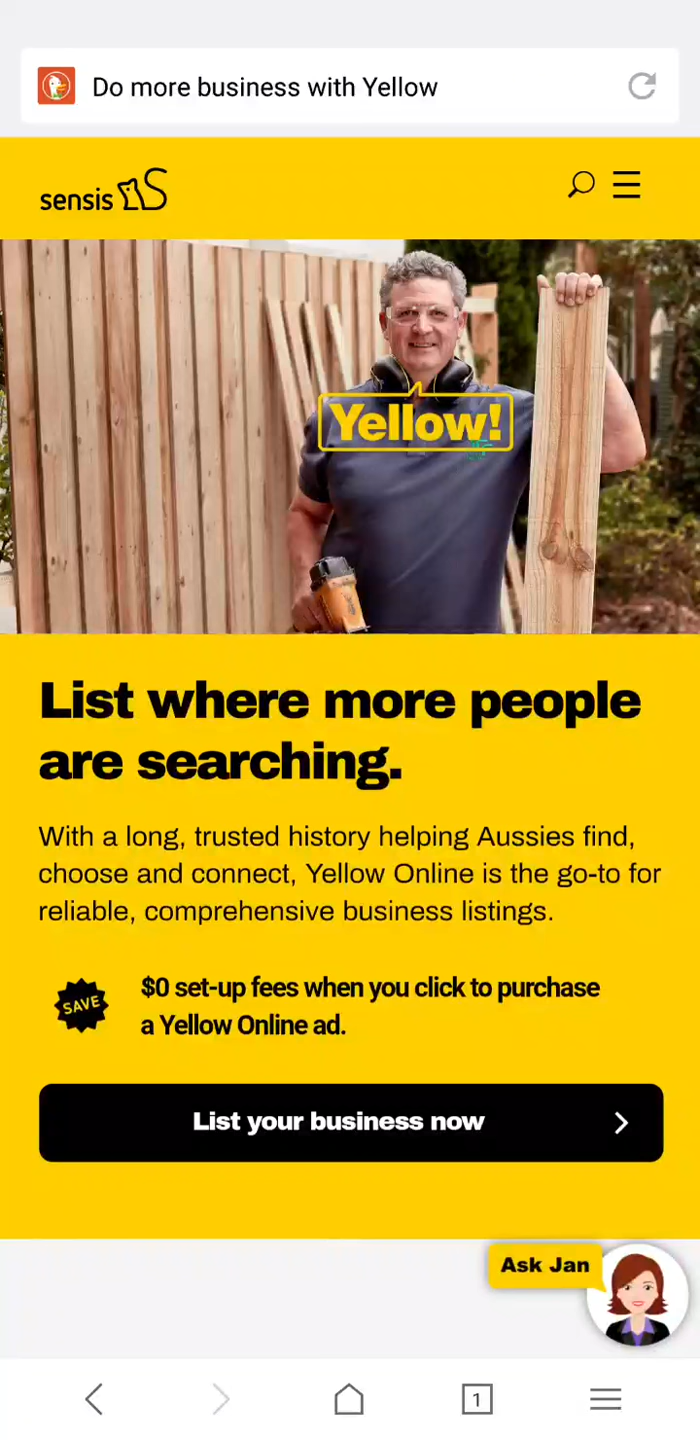 Do more business with Yellow
sensis
Yellow!
List where more people
are searching.
With a long, trusted history helping Aussies find,
choose and connect, Yellow Online is the go-to for
reliable, comprehensive business listings.
SAVE
$0 set-up fees when you click to purchase
a Yellow Online ad.
List your business now
Ask Jan
1